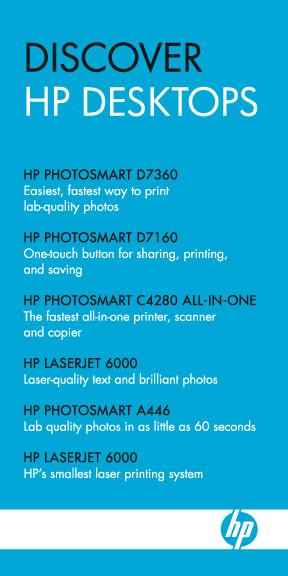 DISCOVER
HP DESKTOPS
HP PHOTOSMART D7360
Easiest, fastest way to print
lab-quality photos
HP PHOTOSMART D7160
One-touch button for sharing, printing,
and saving
HP PHOTOSMART C4280 ALL-IN-ONE
The fastest all-in-one printer, scanner
and copier
HP LASERJET 6000
Laser-quality text and brilliant photos
HP PHOTOSMART A446
Lab quality photos in as little as 60 seconds
HP LASERJET 6000
HP's smallest laser printing system
hp